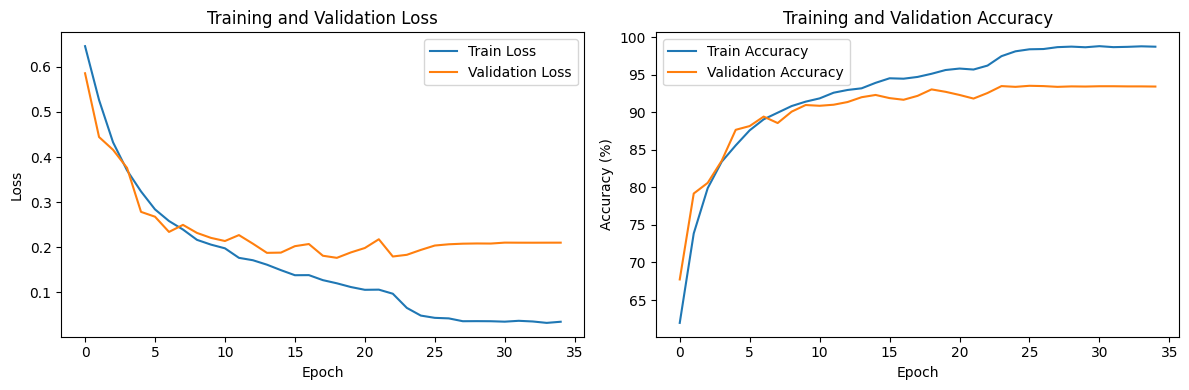 Training and Validation Loss
Train Loss
Validation Loss
Loss
0.6
0.5
0.4
0.3
0.2
0.1
0 5 10 15 20 25 30 35
Epoch
Training and Validation Accuracy
Train Accuracy
Validation Accuracy
Accuracy (%)
100
95
90
85
80
75
70
65
0 5 10 15 20 25 30 35
Epoch